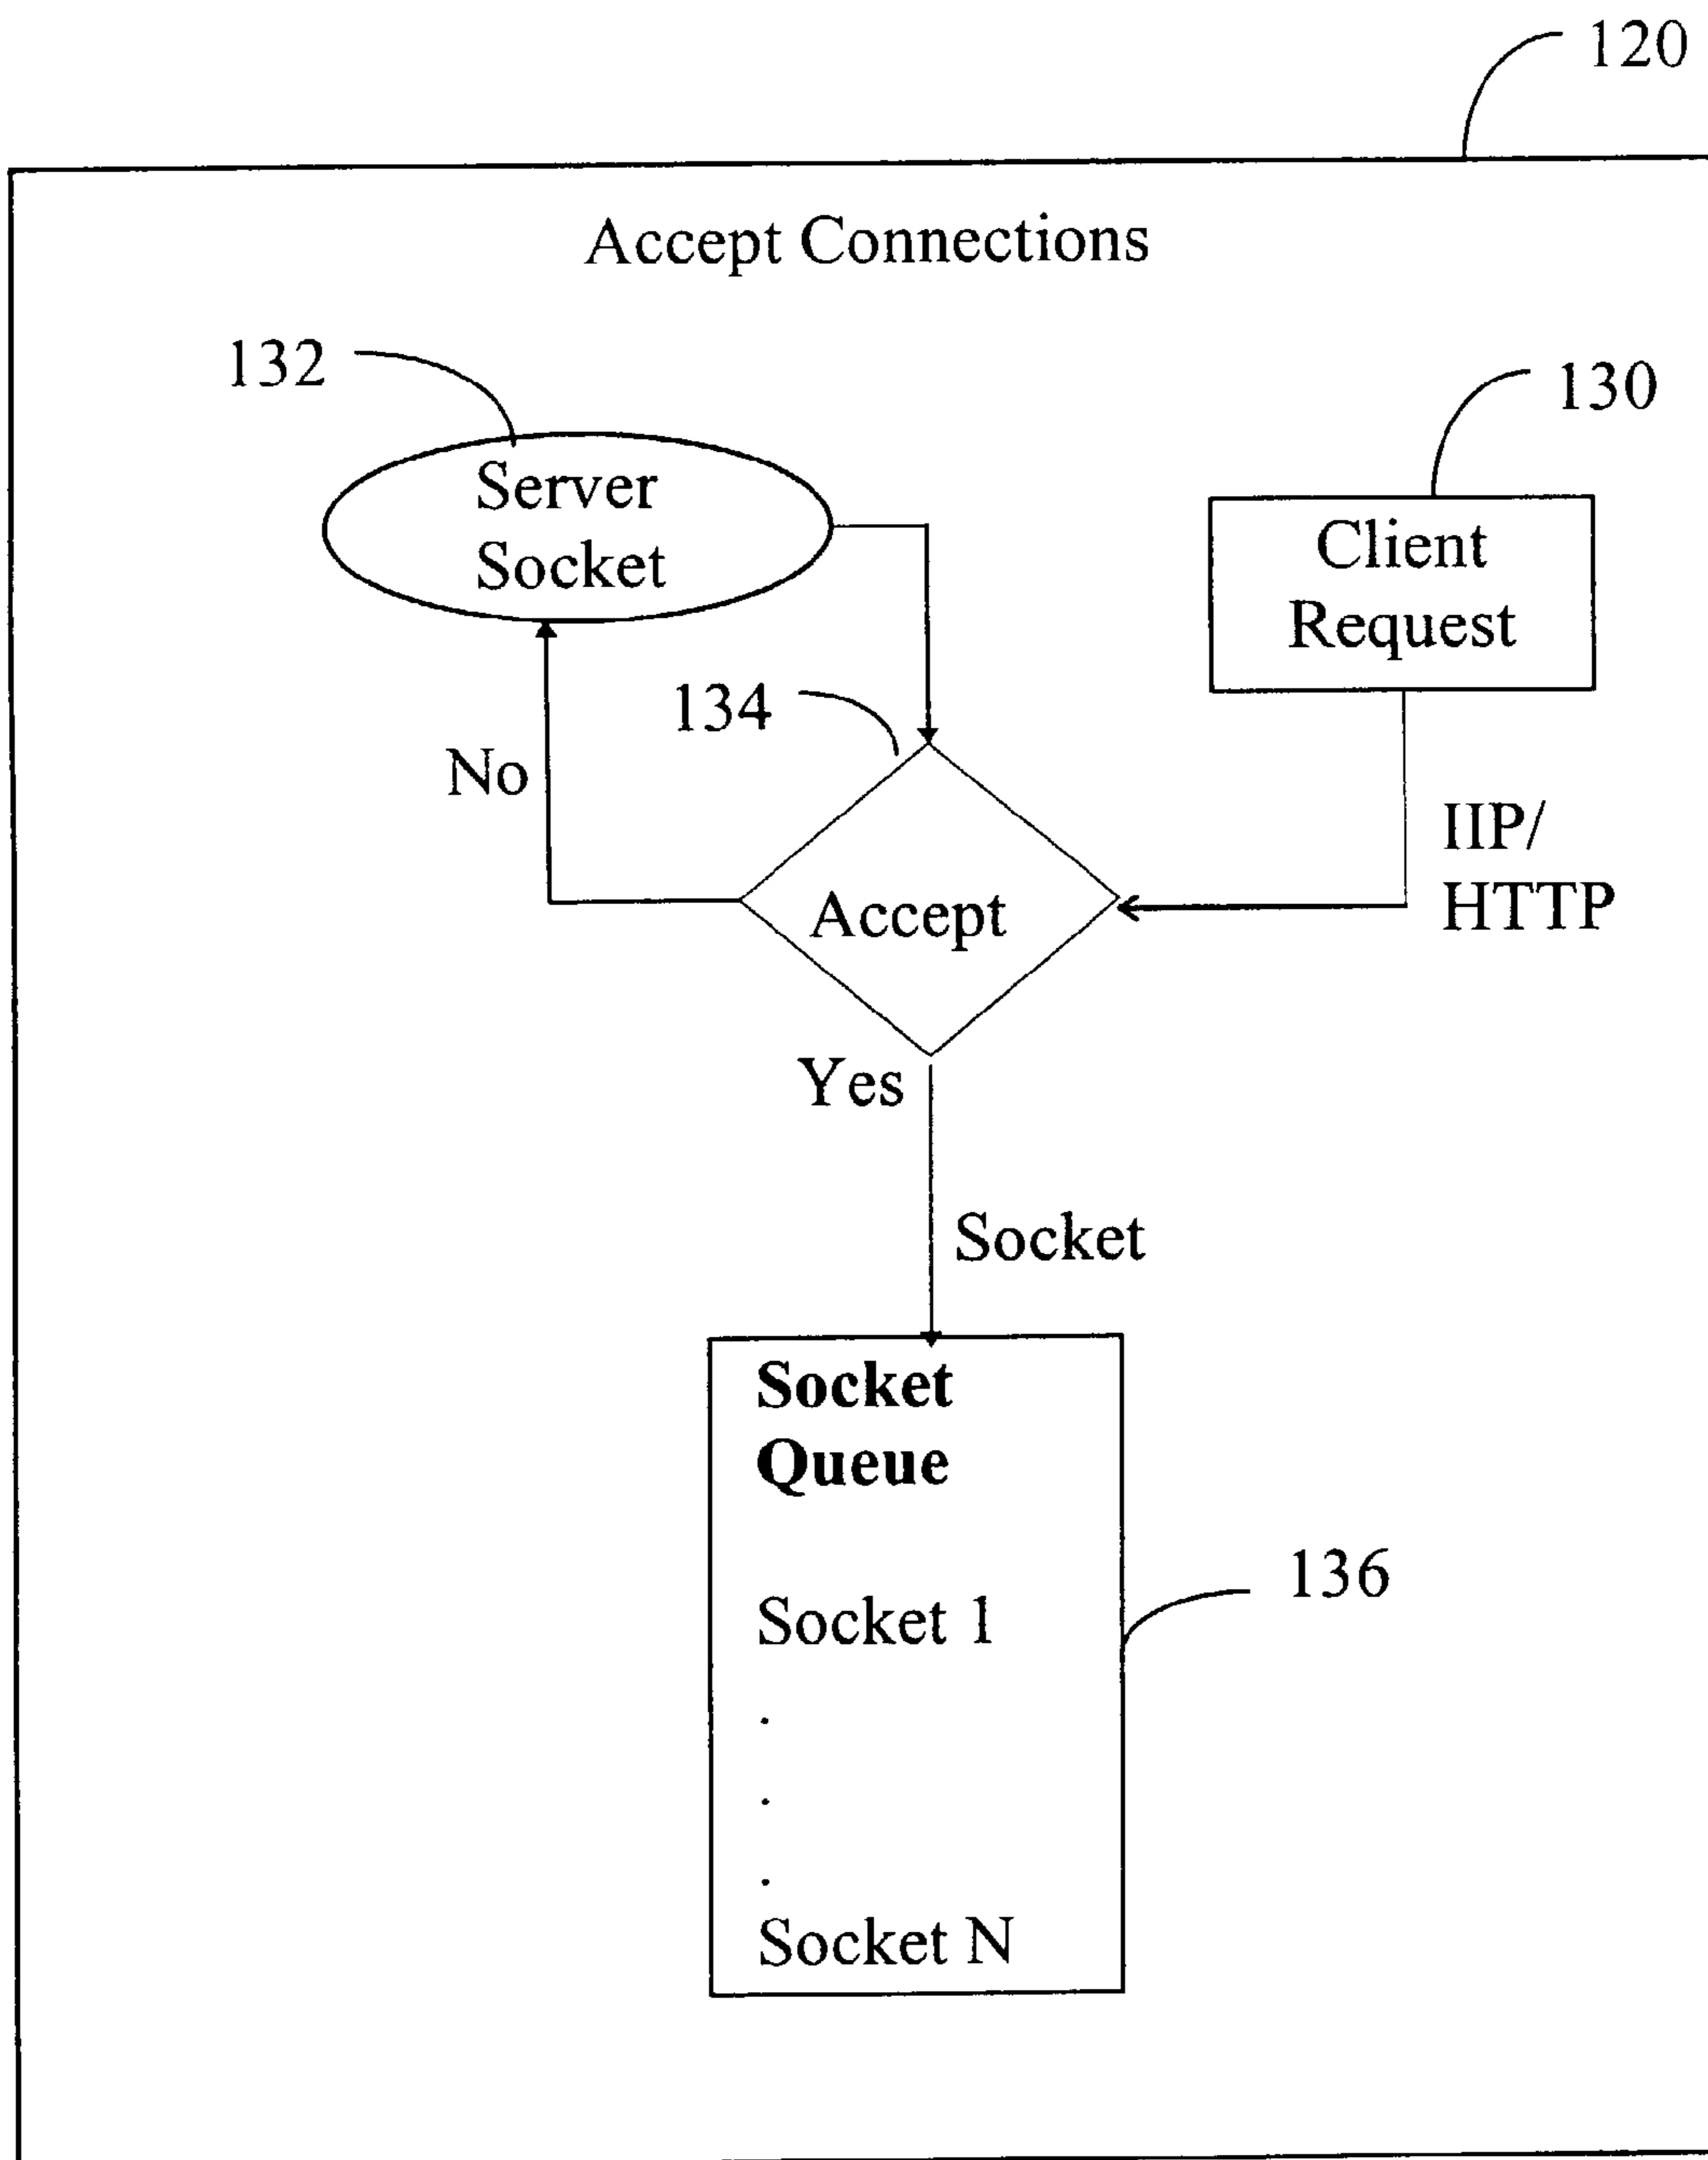 120
Accept Connections
132
130
Server
Socket
Client
Request
134
No
IIP/
HTTP
Accept
Yes
Socket
Socket
Queue
136
Socket 1
.
.
.
Socket N